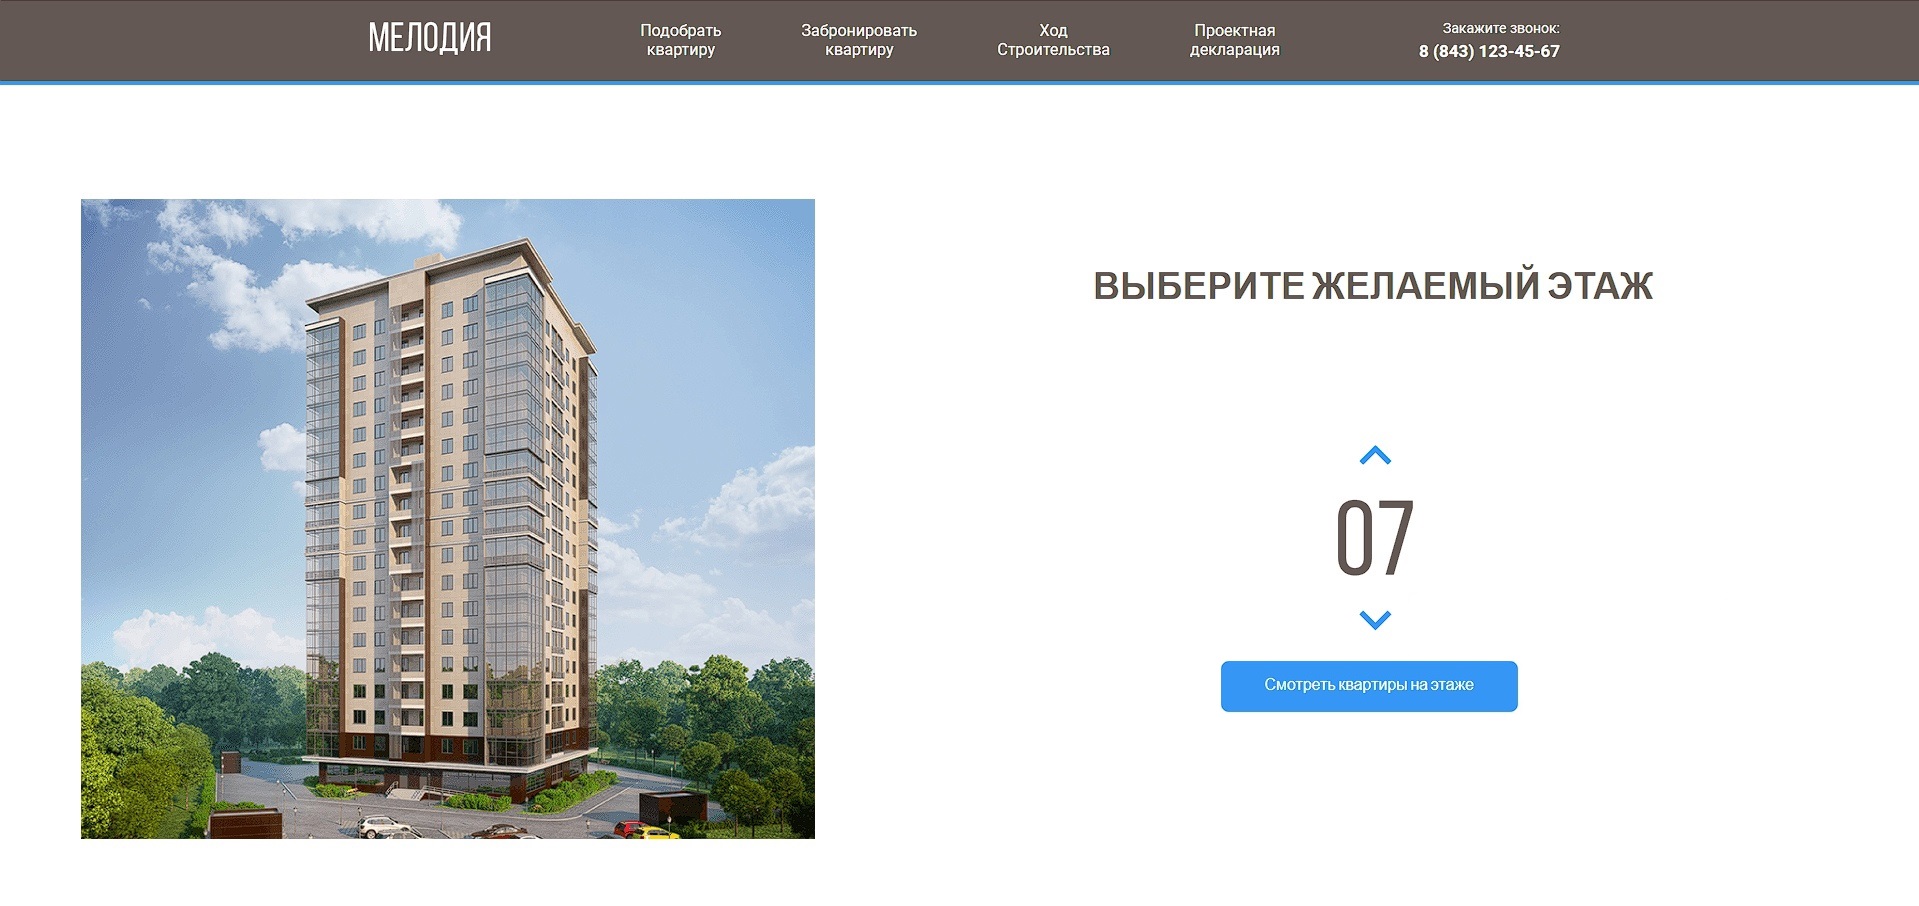 МЕЛОДИЯ
Подобрать
квартиру
Забронировать
квартиру
Ход
Строительства
Проектная
декларация
Закажите звонок:
8 (843) 123-45-67
ВЫБЕРИТЕ ЖЕЛАЕМЫЙ ЭТАЖ
07
Смотреть квартиры на этаже